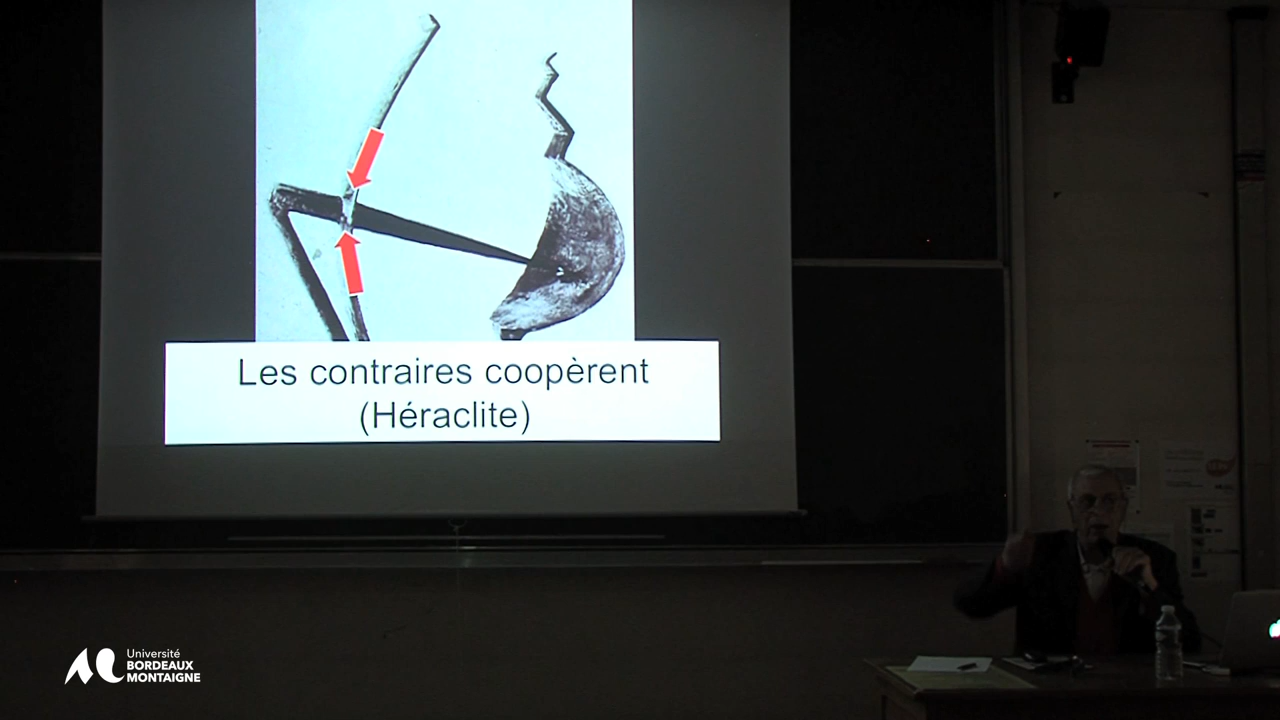 Les contraires coopèrent
(Héraclite)
Université
BORDEAUX
MONTAIGNE